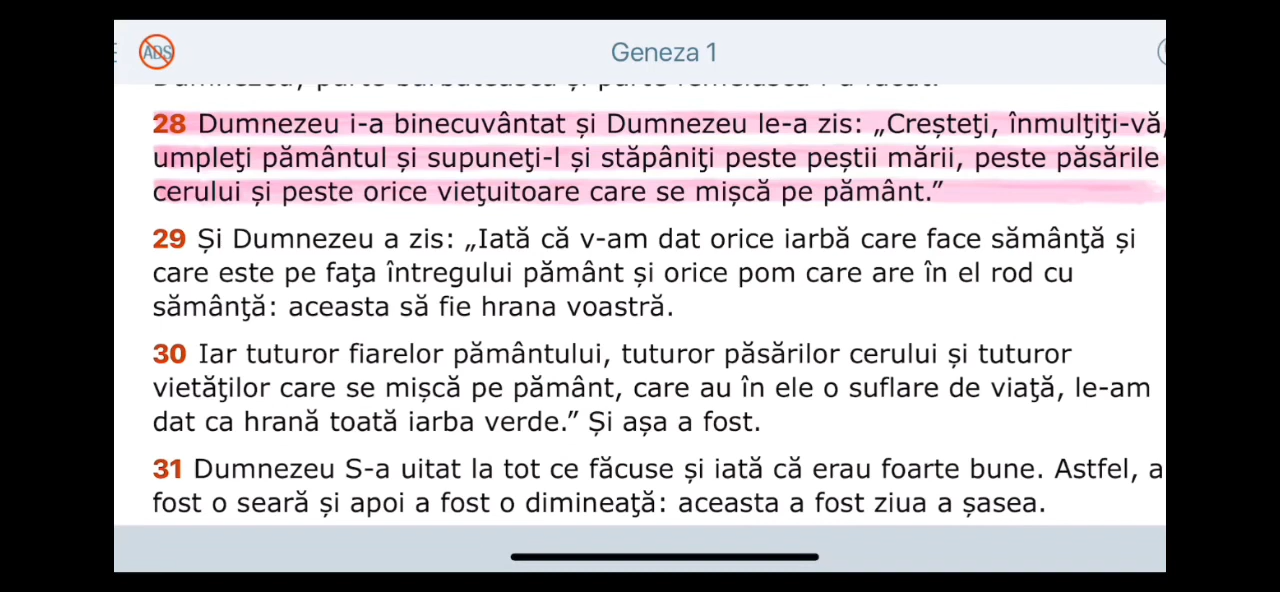 ADS
Geneza 1
28 Dumnezeu i-a binecuvântat și Dumnezeu le-a zis: „Creșteţi, înmulţiţi-vă,
umpleţi pământul și supuneţi-l și stăpâniţi peste peștii mării, peste păsările
cerului și peste orice vieţuitoare care se mișcă pe pământ.”
29 Și Dumnezeu a zis: „Iată că v-am dat orice iarbă care face sămânţă și
care este pe faţa întregului pământ și orice pom care are în el rod cu
sămânţă: aceasta să fie hrana voastră.
30 Iar tuturor fiarelor pământului, tuturor păsărilor cerului și tuturor
vietăţilor care se mișcă pe pământ, care au în ele o suflare de viaţă, le-am
dat ca hrană toată iarba verde.” Și așa a fost.
31 Dumnezeu S-a uitat la tot ce făcuse și iată că erau foarte bune. Astfel, a
fost o seară și apoi a fost o dimineaţă: aceasta a fost ziua a șasea.